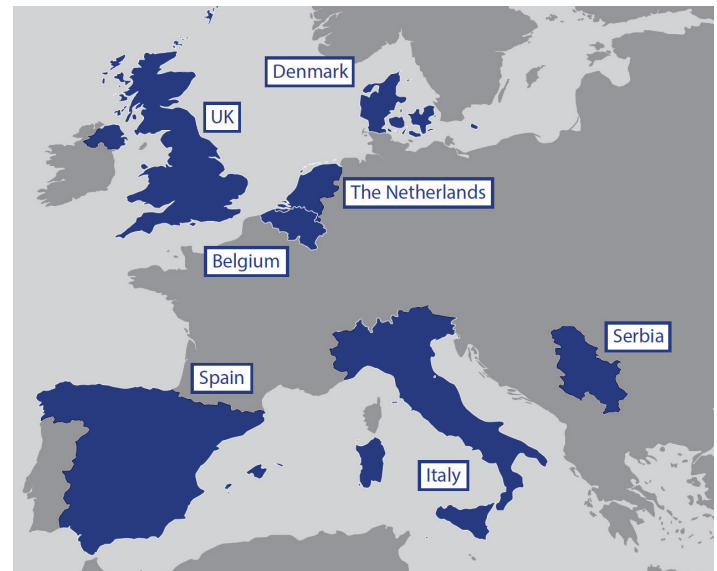 Denmark
UK
The Netherlands
Belgium
Serbia
Spain
Italy